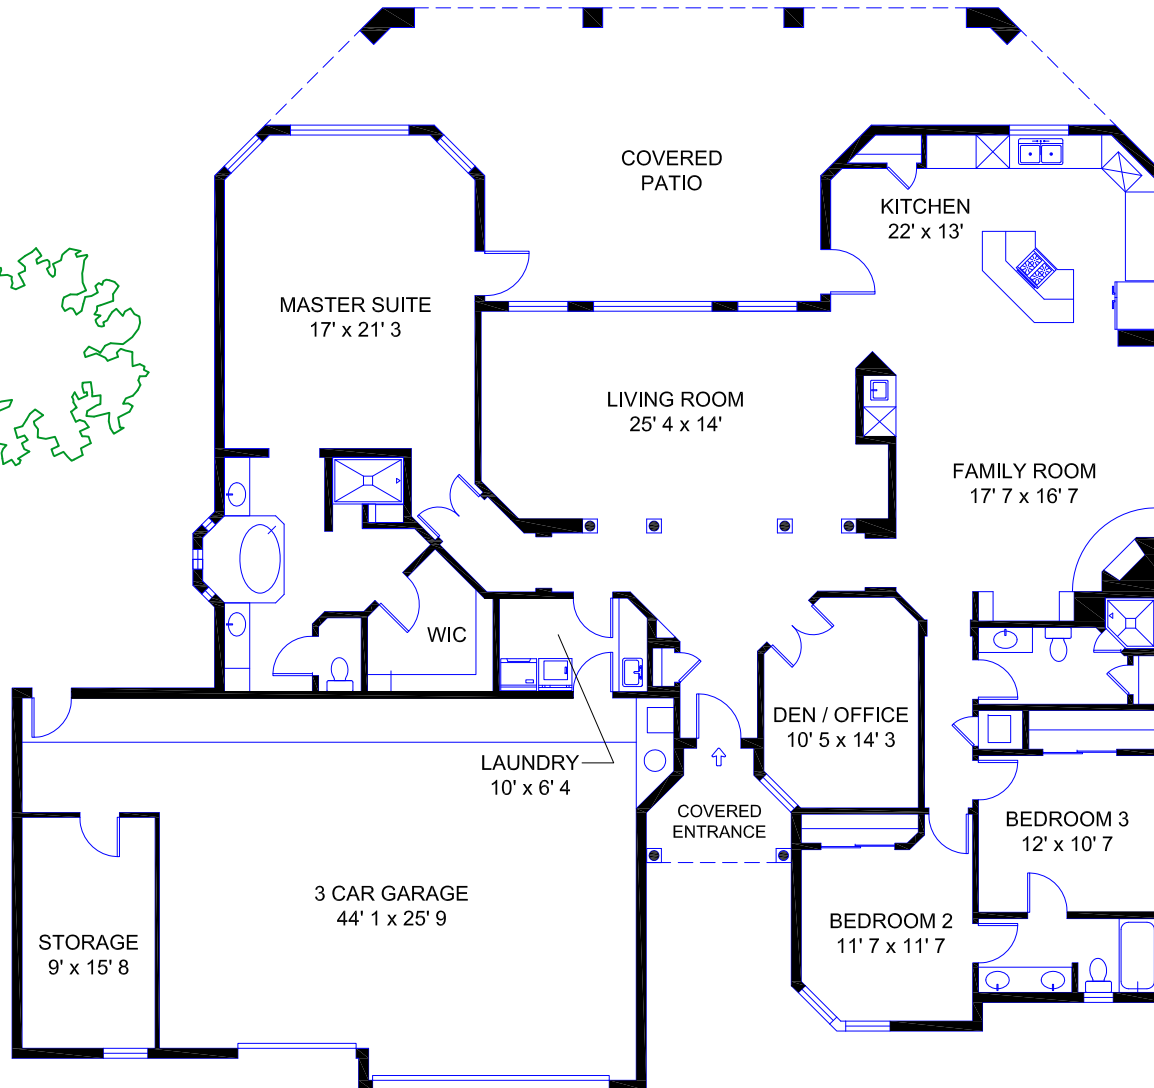 COVERED
PATIO
KITCHEN
22' x 13'
MASTER SUITE
17' x 21' 3
LIVING ROOM
25' 4 x 14'
FAMILY ROOM
17' 7 x 16' 7
WIC
DEN / OFFICE
10' 5 x 14' 3
LAUNDRY
10' x 6' 4
COVERED
ENTRANCE
BEDROOM 3
12' x 10' 7
3 CAR GARAGE
44' 1 x 25' 9
BEDROOM 2
11' 7 x 11' 7
STORAGE
9' x 15' 8